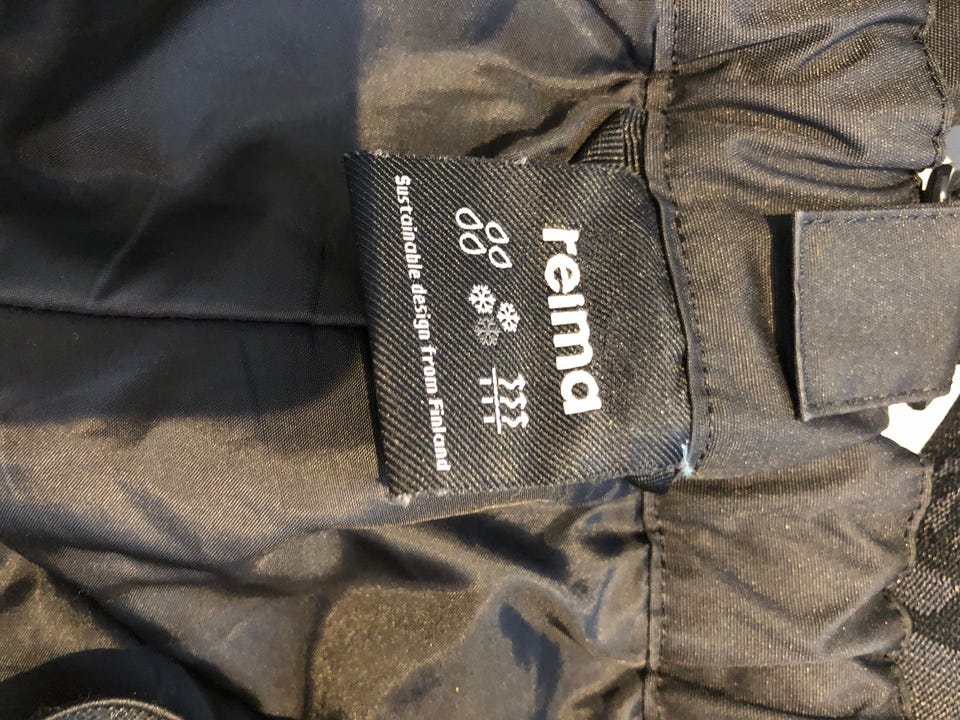 reima
Sustainable design from Finland